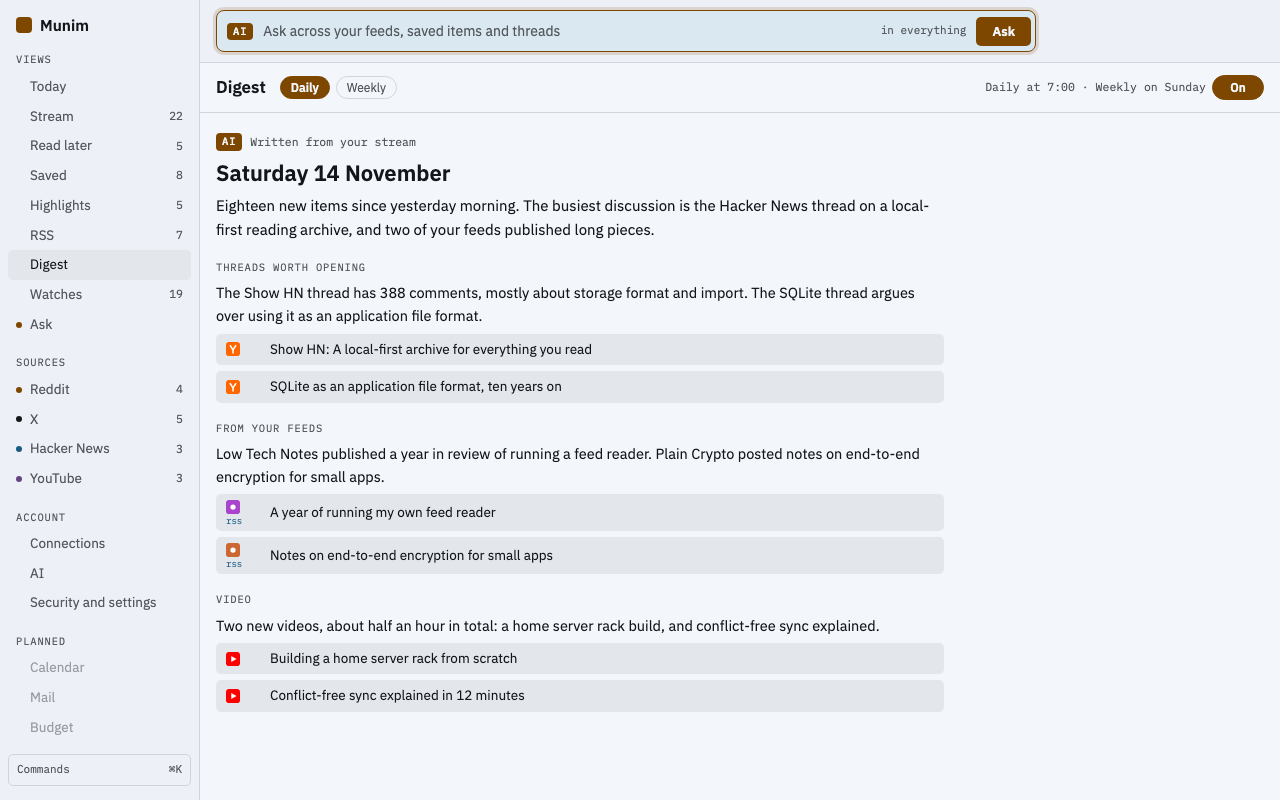 Munim
VIEWS
Today
Stream 22
Read later 5
Saved 8
Highlights 5
RSS 7
Digest
Watches 19
Ask
SOURCES
Reddit 4
X 5
Hacker News 3
YouTube 3
ACCOUNT
Connections
AI
Security and settings
PLANNED
Calendar
Mail
Budget
Commands ⌘K
AI Ask across your feeds, saved items and threads in everything Ask
Digest Daily Weekly Daily at 7:00 · Weekly on Sunday On
AI Written from your stream
Saturday 14 November
Eighteen new items since yesterday morning. The busiest discussion is the Hacker News thread on a local-
first reading archive, and two of your feeds published long pieces.
THREADS WORTH OPENING
The Show HN thread has 388 comments, mostly about storage format and import. The SQLite thread argues
over using it as an application file format.
Y Show HN: A local-first archive for everything you read
Y SQLite as an application file format, ten years on
FROM YOUR FEEDS
Low Tech Notes published a year in review of running a feed reader. Plain Crypto posted notes on end-to-end
encryption for small apps.
rss A year of running my own feed reader
rss Notes on end-to-end encryption for small apps
VIDEO
Two new videos, about half an hour in total: a home server rack build, and conflict-free sync explained.
Building a home server rack from scratch
Conflict-free sync explained in 12 minutes